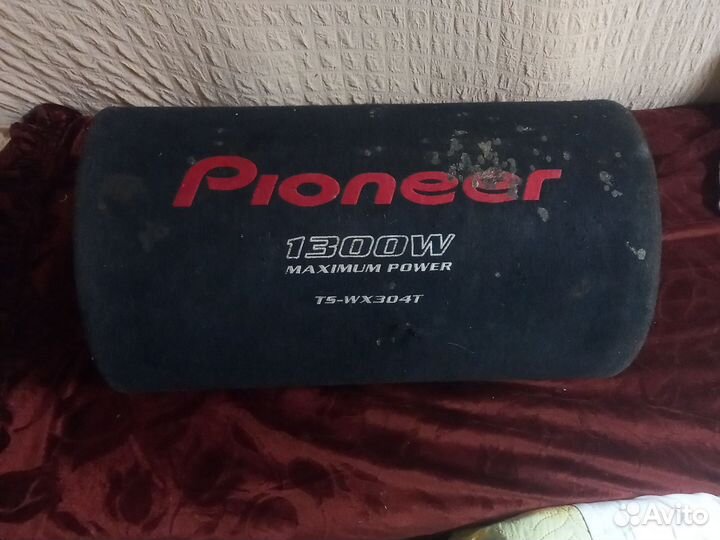 Pioneer
1300W
MAXIMUM POWER
TS-WX304T
Avito